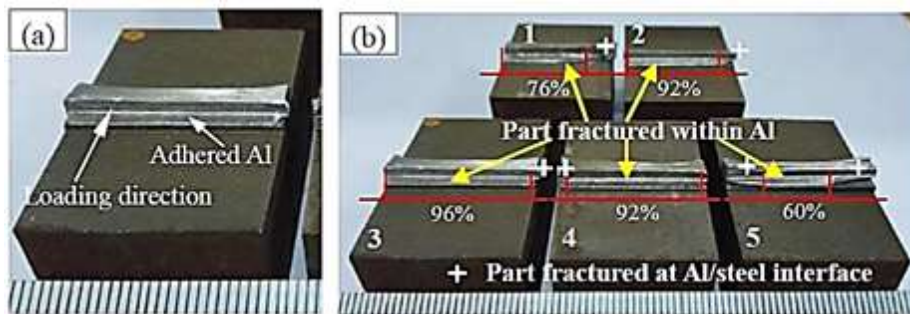 (a)
Adhered Al
Loading direction
(b)
1
2
76%
92%
Part fractured within Al
96%
92%
60%
3
4
5
+ Part fractured at Al/steel interface